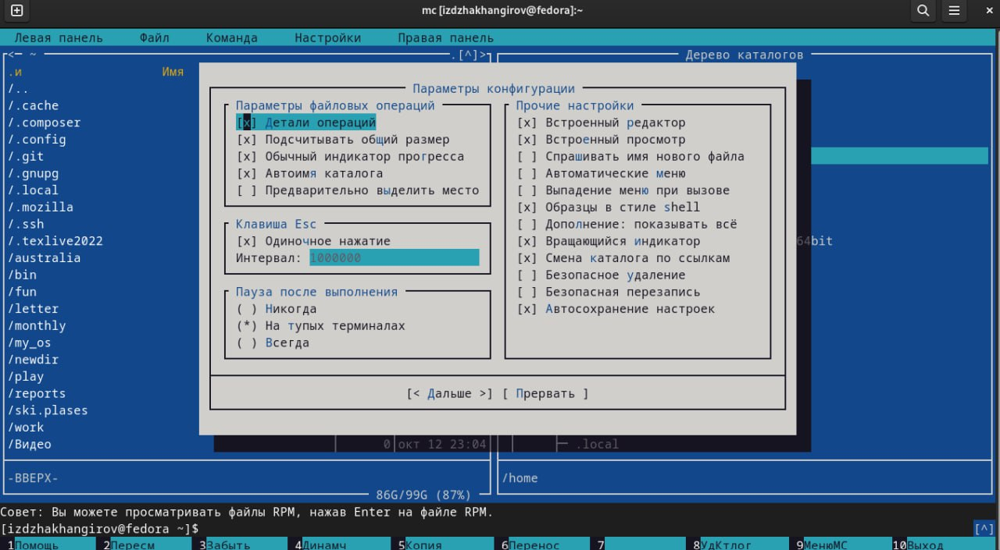 mc [izdzhakhangirov@fedora]:~
Левая панель Файл Команда Настройки Правая панель
<─ ~ .[^]> Дерево каталогов
.и Имя
/..
/.cache
/.composer
/.config
/.git
/.gnupg
/.local
/.mozilla
/.ssh
/.texlive2022
/australia
/bin
/fun
/letter
/monthly
/my_os
/newdir
/play
/reports
/ski.plases
/work
/Видео
Параметры конфигурации
Параметры файловых операций
[x] Детали операций
[x] Подсчитывать общий размер
[x] Обычный индикатор прогресса
[x] Автоимя каталога
[ ] Предварительно выделить место
Клавиша Esc
[x] Одиночное нажатие
Интервал: 1000000
Пауза после выполнения
( ) Никогда
(*) На тупых терминалах
( ) Всегда
Прочие настройки
[x] Встроенный редактор
[x] Встроенный просмотр
[ ] Спрашивать имя нового файла
[ ] Автоматические меню
[ ] Выпадение меню при вызове
[x] Образцы в стиле shell
[ ] Дополнение: показывать всё
[x] Вращающийся индикатор
[x] Смена каталога по ссылкам
[ ] Безопасное удаление
[ ] Безопасная перезапись
[x] Автосохранение настроек
[< Дальше >] [ Прервать ]
64bit
0 окт 12 23:04 .local
-ВВЕРХ- /home
86G/99G (87%)
Совет: Вы можете просматривать файлы RPM, нажав Enter на файле RPM.
[izdzhakhangirov@fedora ~]$ [^]
1Помощь 2Пересм 3Забыть 4Динамч 5Копия 6Перенос 7 8УдКтлог 9МенюМС 10Выход